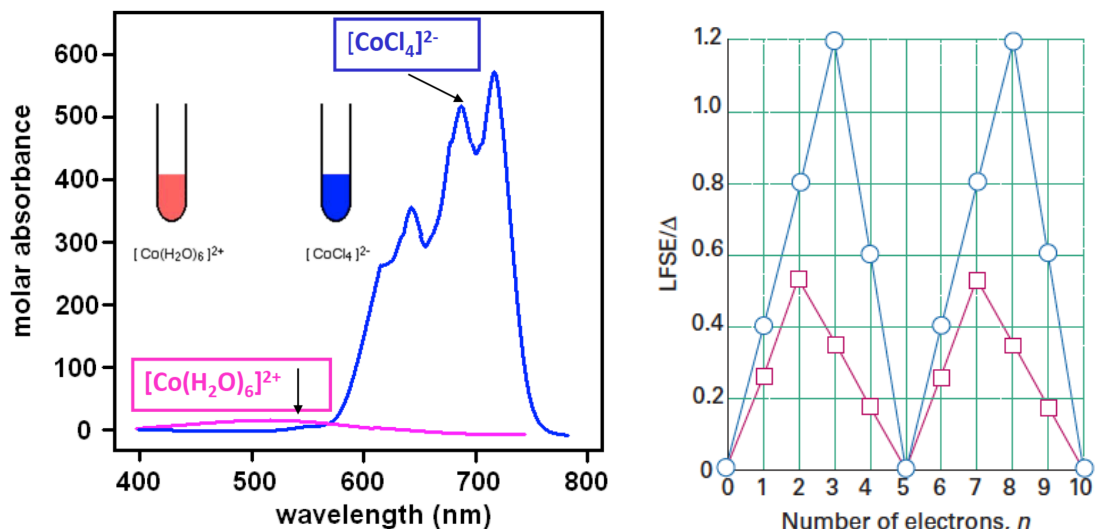 [CoCl₄]²⁻
600
500
400
300
200
100
0
molar absorbance
[Co(H₂O)₆]²⁺
[CoCl₄]²⁻
[Co(H₂O)₆]²⁺
400 500 600 700 800
wavelength (nm)
1.2
1.0
0.8
0.6
0.4
0.2
0
LFSE/Δ
0 1 2 3 4 5 6 7 8 9 10
Number of electrons, n